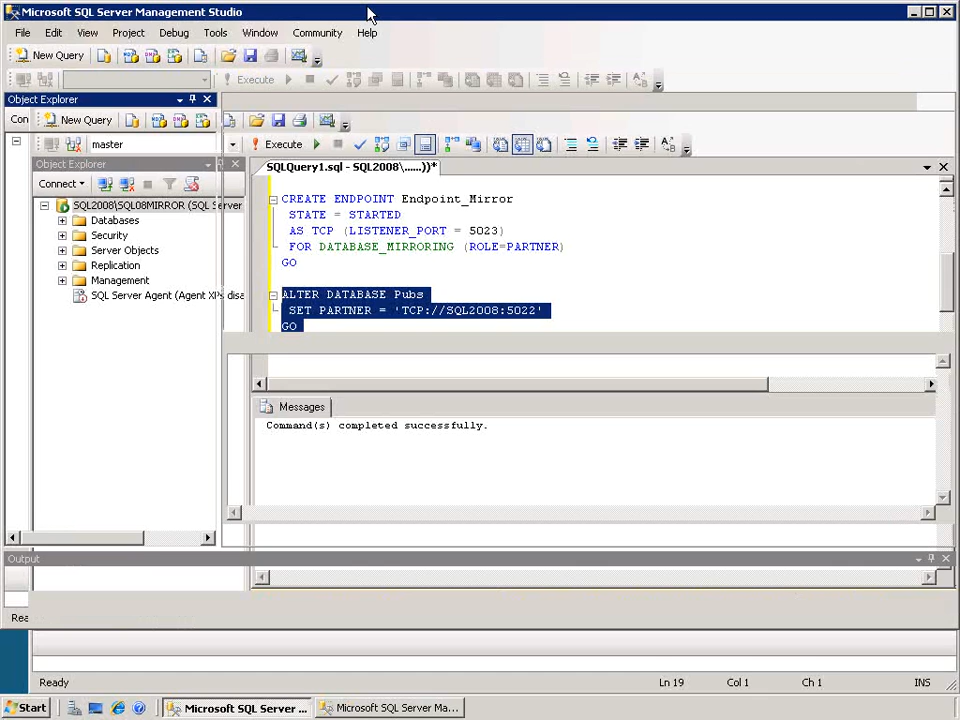 Microsoft SQL Server Management Studio
File Edit View Project Debug Tools Window Community Help
New Query
Execute
Object Explorer
Con
New Query
master
Execute
Object Explorer
SQLQuery1.sql - SQL2008\......))*
Connect
SQL2008\SQL08MIRROR (SQL Server
Databases
Security
Server Objects
Replication
Management
SQL Server Agent (Agent XPs disa
CREATE ENDPOINT Endpoint_Mirror
STATE = STARTED
AS TCP (LISTENER_PORT = 5023)
FOR DATABASE_MIRRORING (ROLE=PARTNER)
GO
ALTER DATABASE Pubs
SET PARTNER = 'TCP://SQL2008:5022'
GO
Messages
Command(s) completed successfully.
Output
Rea
Ready Ln 19 Col 1 Ch 1 INS
Start Microsoft SQL Server ... Microsoft SQL Server Ma...